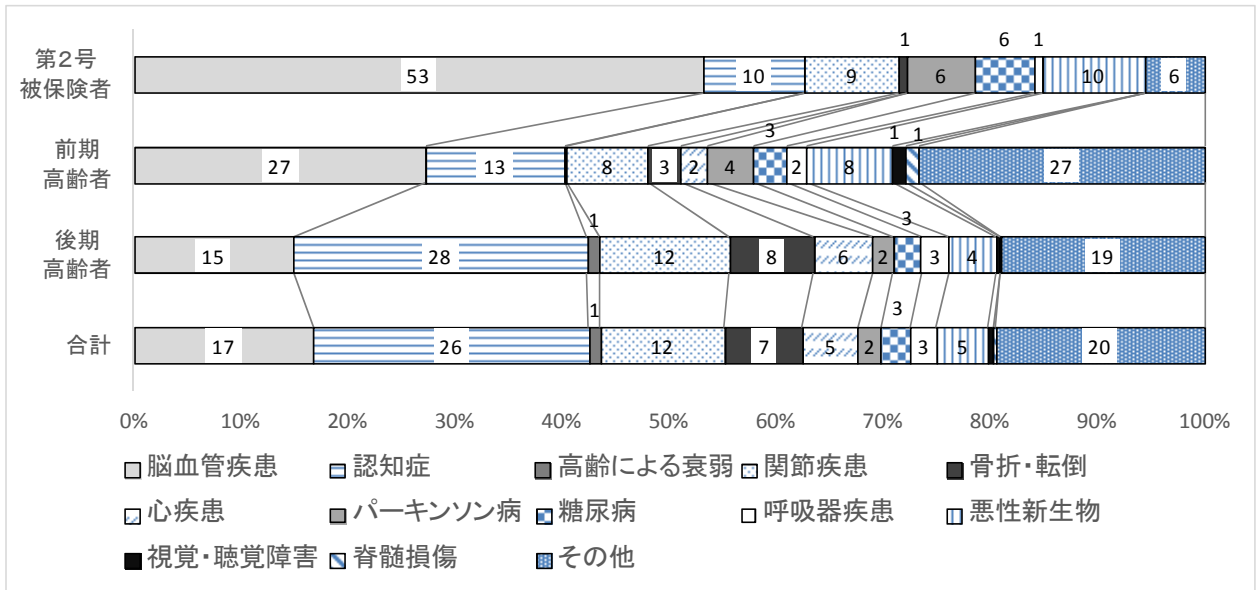 1 6 1
第２号
被保険者
53 10 9 6 10 6
3 1 1
前期
高齢者
27 13 8 3 2 4 2 8 27
1 3
後期
高齢者
15 28 12 8 6 2 3 4 19
1 3
合計
17 26 12 7 5 2 3 5 20
0% 10% 20% 30% 40% 50% 60% 70% 80% 90% 100%
脳血管疾患 認知症 高齢による衰弱 関節疾患 骨折・転倒
心疾患 パーキンソン病 糖尿病 呼吸器疾患 悪性新生物
視覚・聴覚障害 脊髄損傷 その他